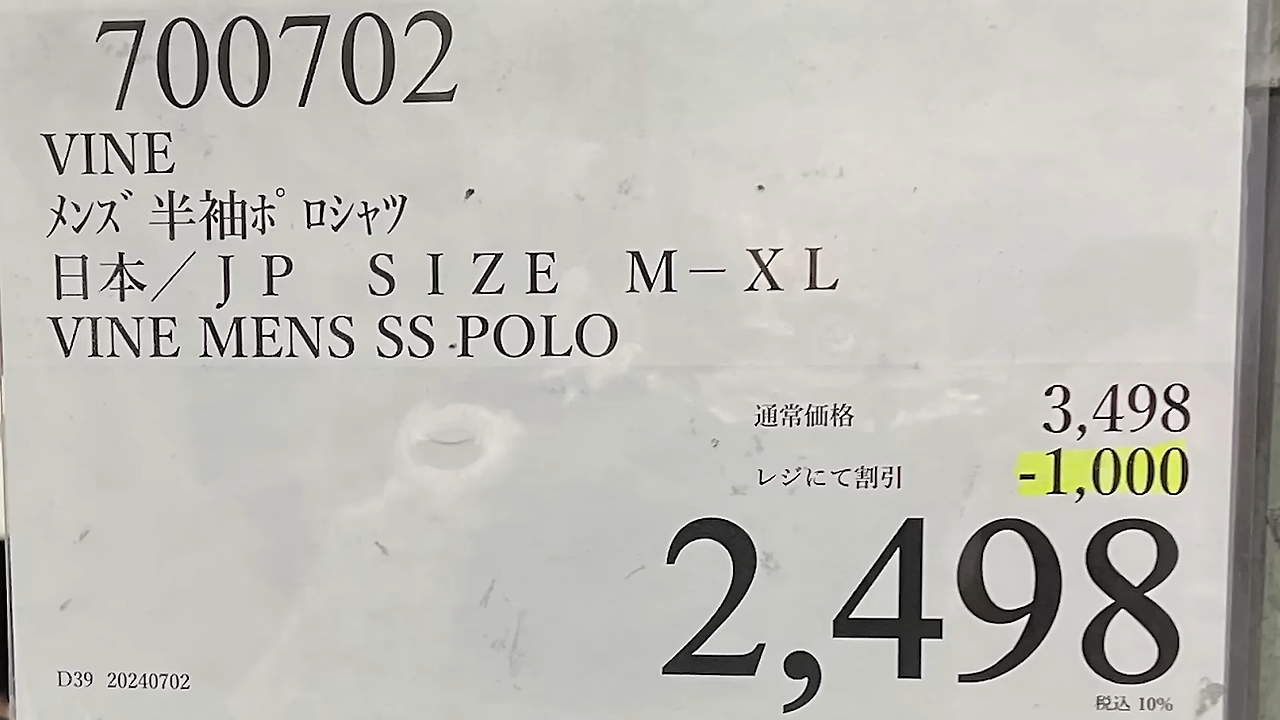 700702
VINE
ﾒﾝｽﾞ 半袖ﾎﾟﾛｼｬﾂ
日本／ＪＰ　ＳＩＺＥ　Ｍ－ＸＬ
VINE MENS SS POLO
通常価格 3,498
レジにて割引 -1,000
2,498
税込 10%
D39 20240702